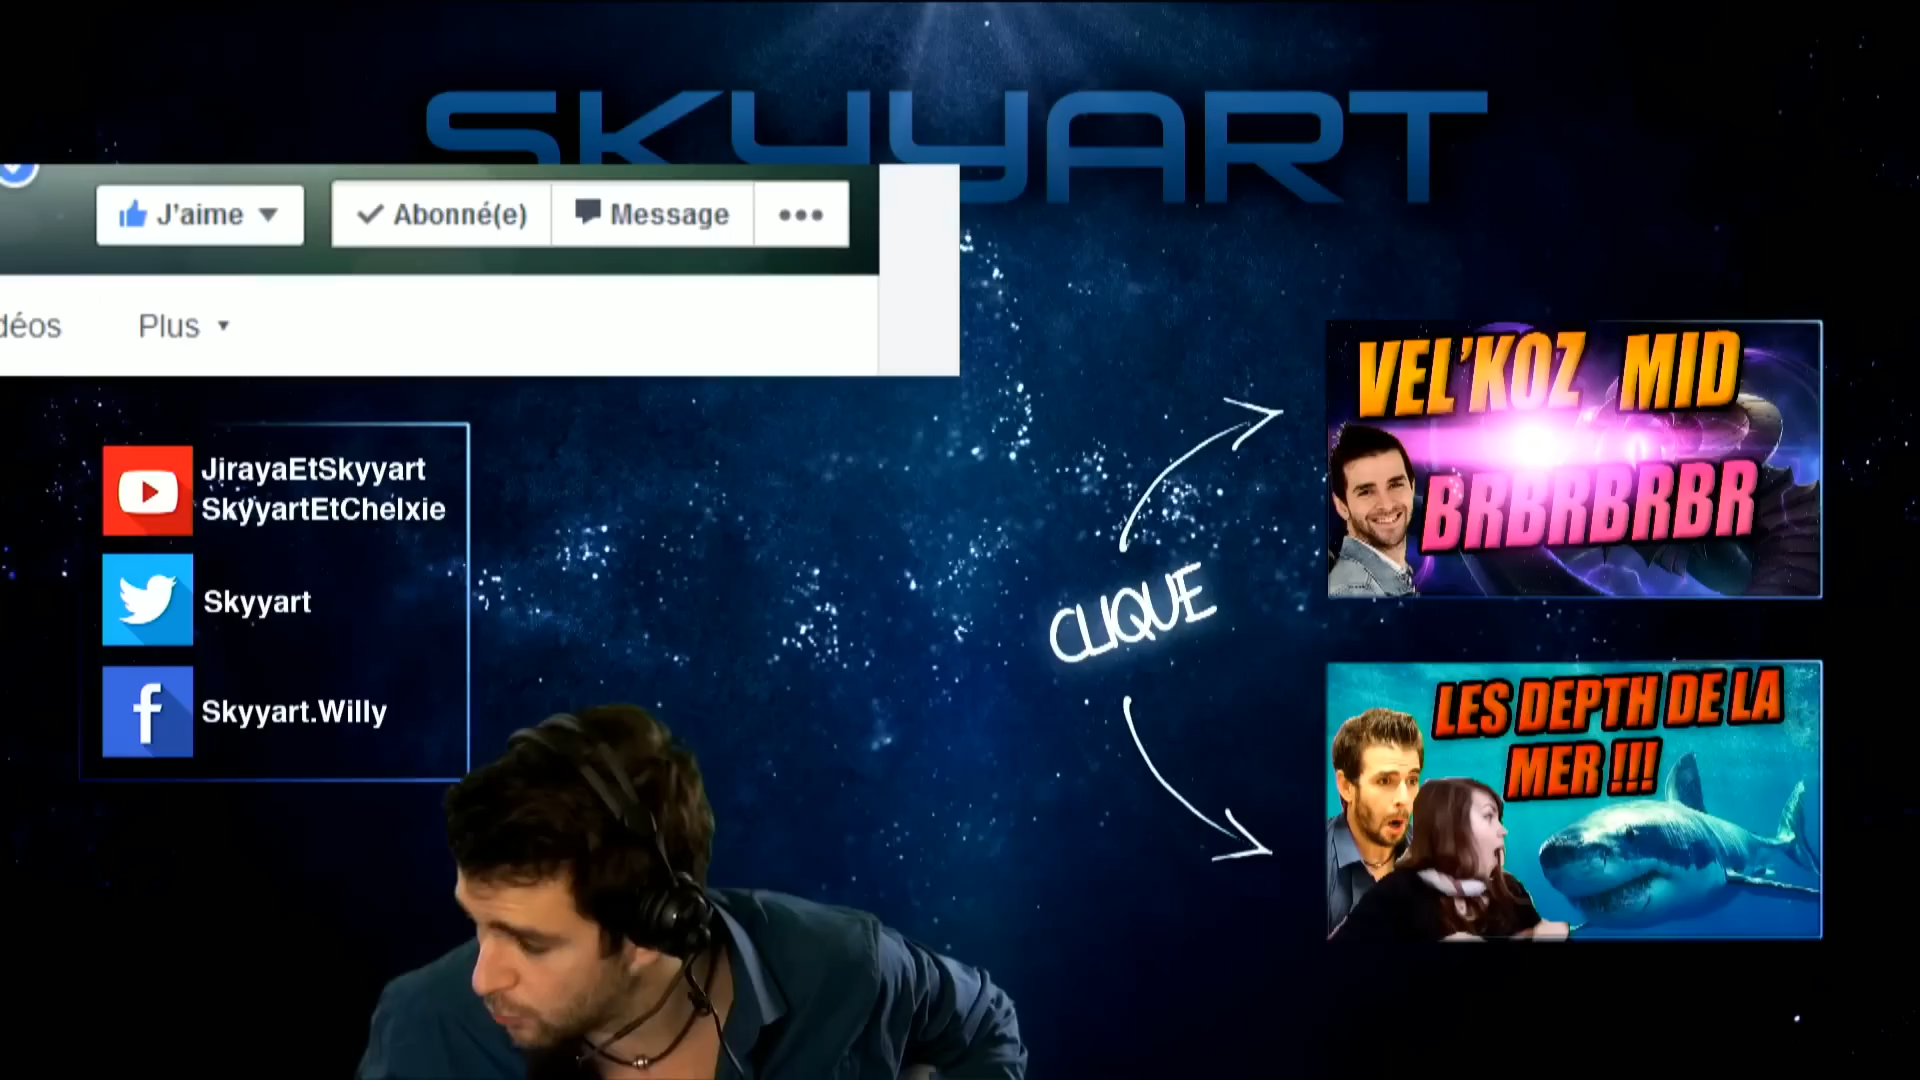 SKYYART
J'aime
Abonné(e)
Message
déos
Plus
JirayaEtSkyyart
SkyyartEtChelxie
Skyyart
Skyyart.Willy
CLIQUE
VEL'KOZ MID
BRBRBRBR
LES DEPTH DE LA
MER !!!